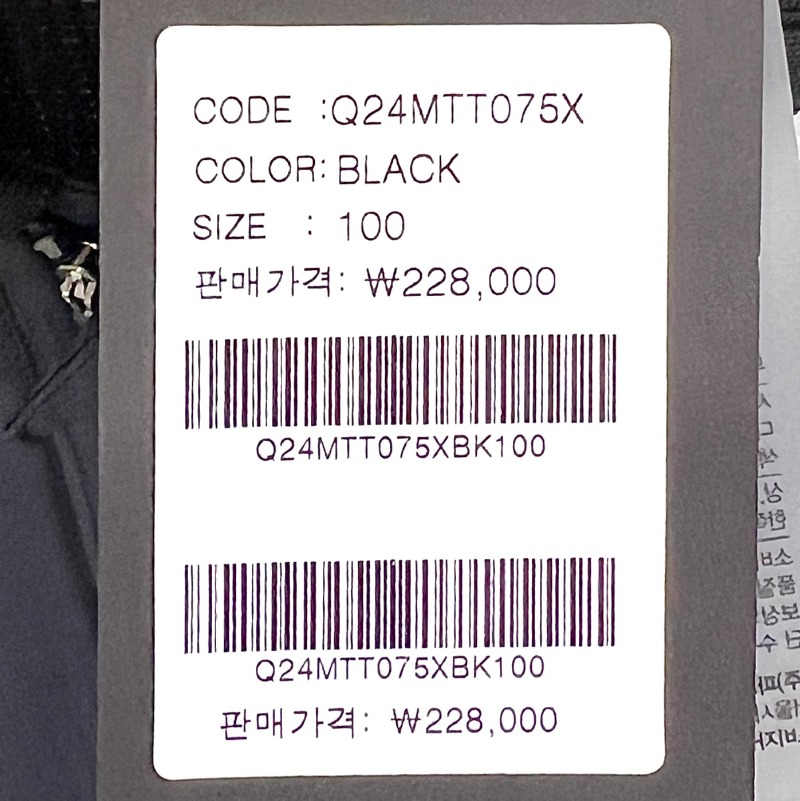 CODE :Q24MTT075X
COLOR: BLACK
SIZE : 100
판매가격: ₩228,000
Q24MTT075XBK100
Q24MTT075XBK100
판매가격: ₩228,000